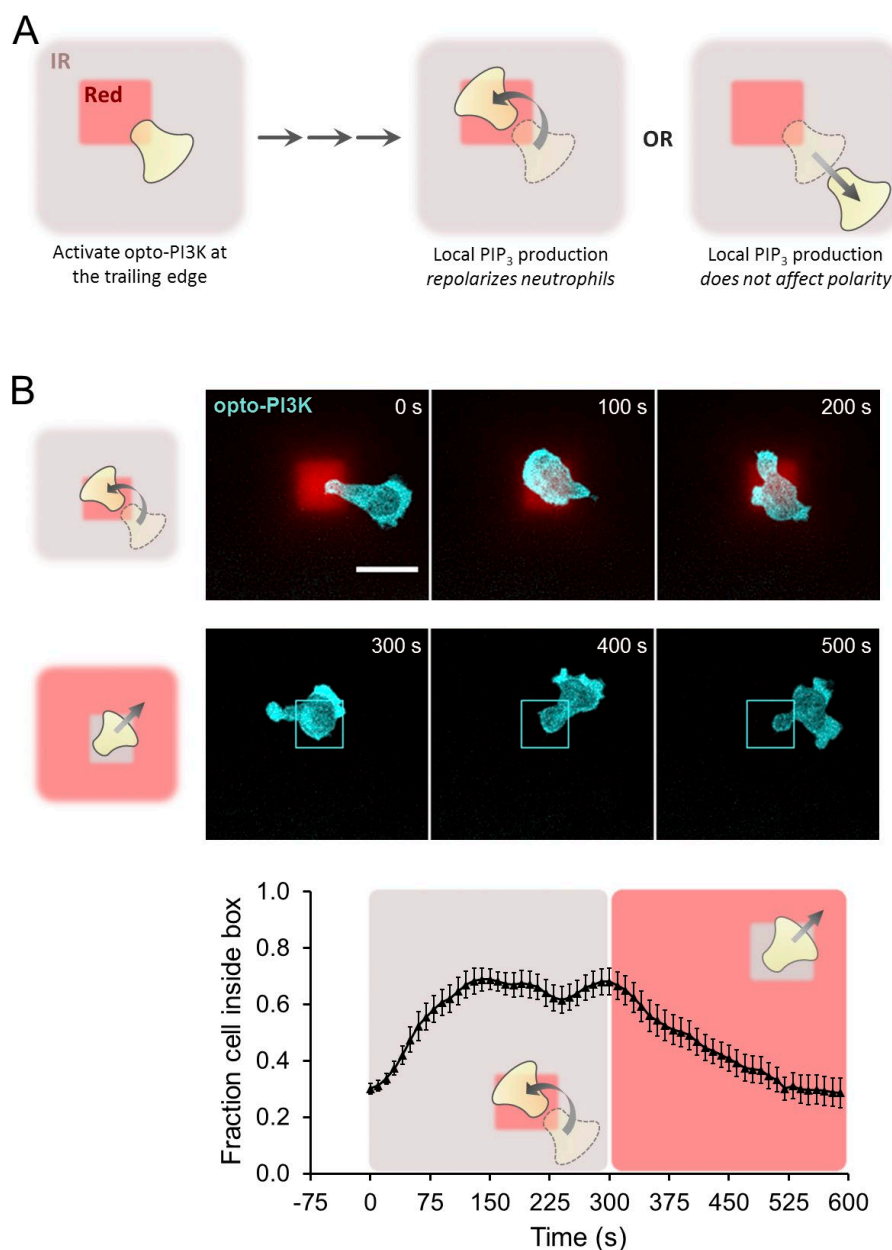 A
IR
Red
OR
Activate opto-PI3K at
the trailing edge
Local PIP₃ production
repolarizes neutrophils
Local PIP₃ production
does not affect polarity
B
opto-PI3K
0 s
100 s
200 s
300 s
400 s
500 s
Fraction cell inside box
1.0
0.8
0.6
0.4
0.2
0.0
-75 0 75 150 225 300 375 450 525 600
Time (s)